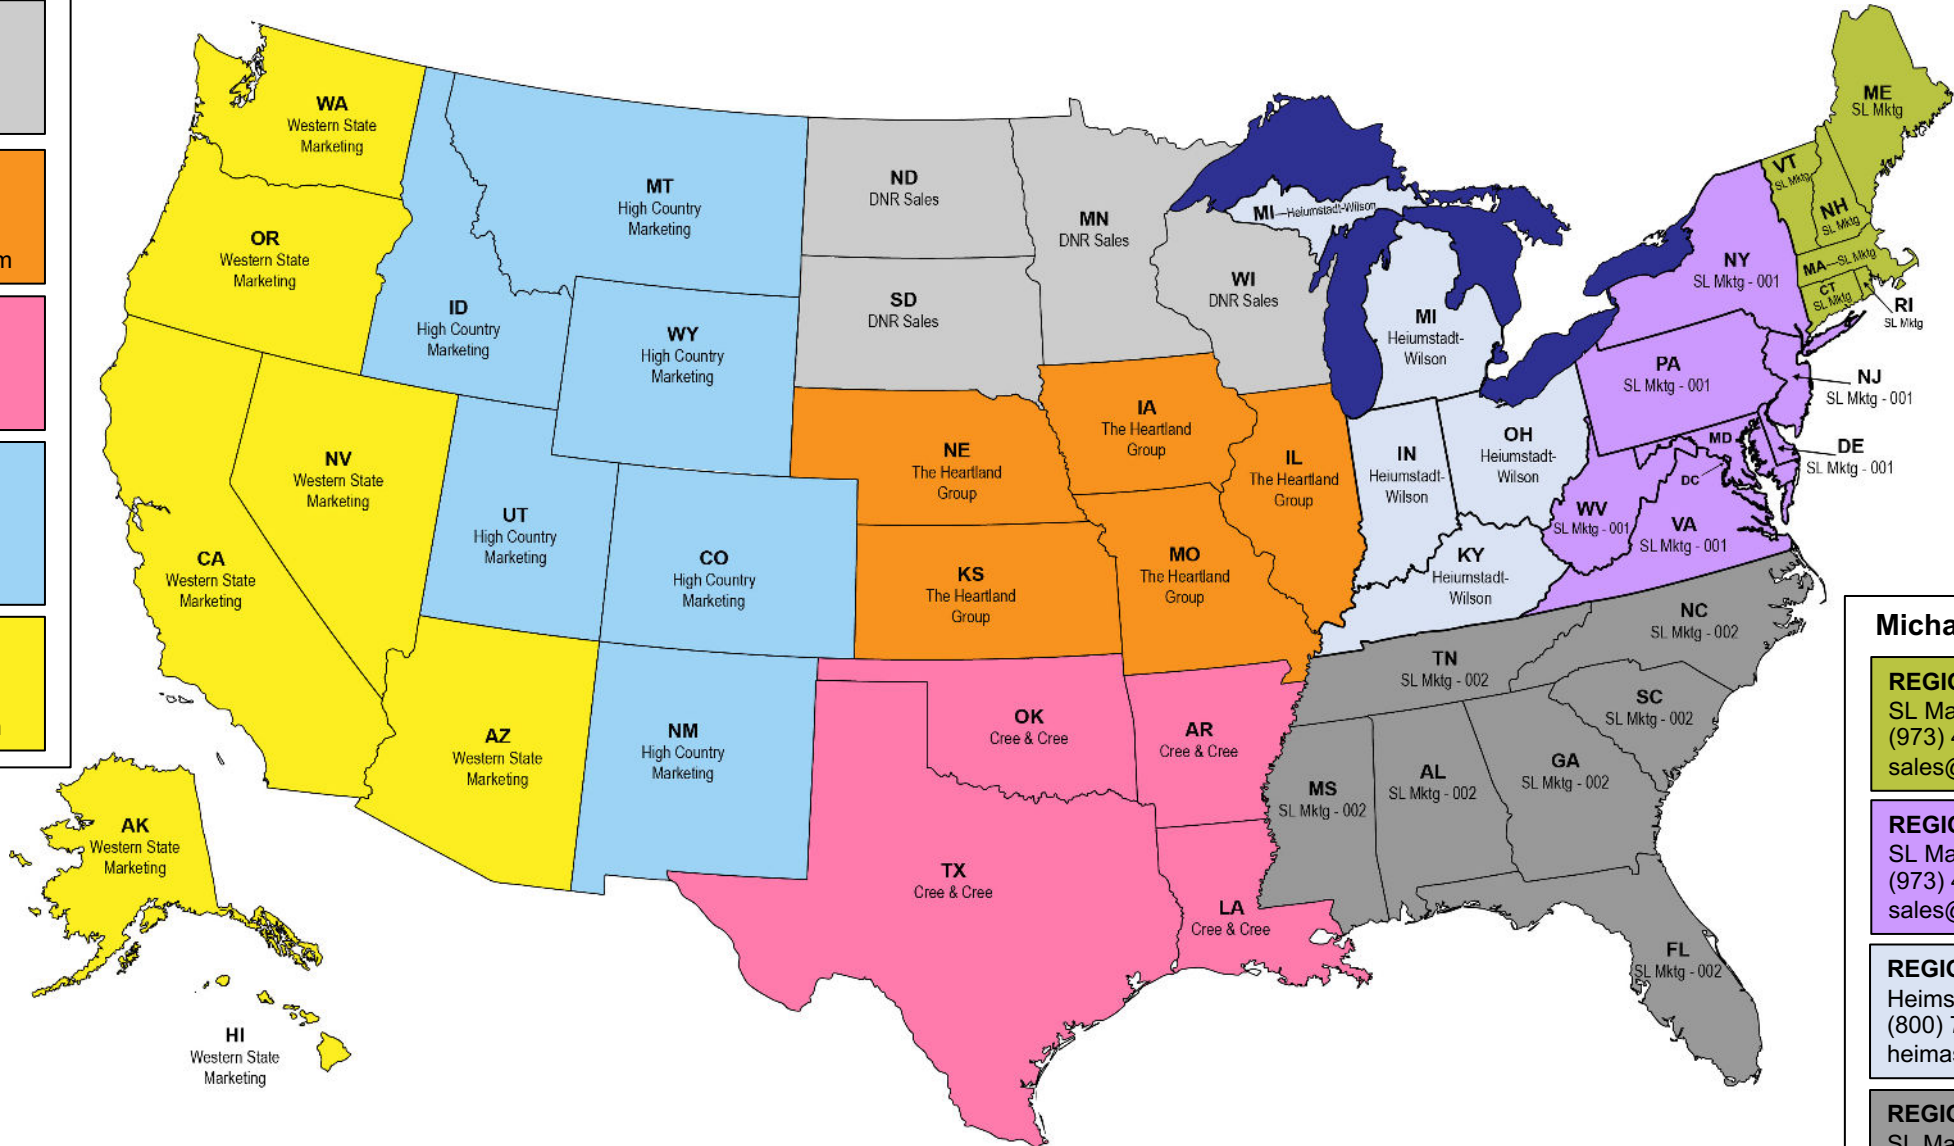 m
WA
Western State
Marketing
OR
Western State
Marketing
CA
Western State
Marketing
NV
Western State
Marketing
ID
High Country
Marketing
MT
High Country
Marketing
WY
High Country
Marketing
UT
High Country
Marketing
CO
High Country
Marketing
AZ
Western State
Marketing
NM
High Country
Marketing
AK
Western State
Marketing
HI
Western State
Marketing
ND
DNR Sales
SD
DNR Sales
MN
DNR Sales
WI
DNR Sales
NE
The Heartland
Group
KS
The Heartland
Group
IA
The Heartland
Group
MO
The Heartland
Group
IL
The Heartland
Group
OK
Cree & Cree
AR
Cree & Cree
TX
Cree & Cree
LA
Cree & Cree
MI—Heiumstadt-Wilson
MI
Heiumstadt-
Wilson
IN
Heiumstadt-
Wilson
OH
Heiumstadt-
Wilson
KY
Heiumstadt-
Wilson
TN
SL Mktg - 002
NC
SL Mktg - 002
SC
SL Mktg - 002
MS
SL Mktg - 002
AL
SL Mktg - 002
GA
SL Mktg - 002
FL
SL Mktg - 002
WV
SL Mktg - 001
VA
SL Mktg - 001
MD
DC
DE
SL Mktg - 001
PA
SL Mktg - 001
NJ
SL Mktg - 001
NY
SL Mktg - 001
ME
SL Mktg
VT
SL Mktg
NH
SL Mktg
MA—SL Mktg
CT
SL Mktg
RI
SL Mktg
Micha
REGIO
SL Ma
(973) 4
sales@
REGIO
SL Ma
(973) 4
sales@
REGIO
Heims
(800) 7
heimas
REGIO
SL Ma